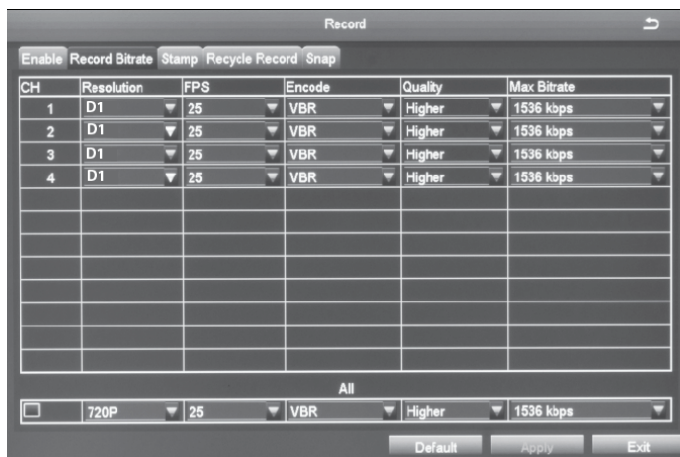 Record
Enable Record Bitrate Stamp Recycle Record Snap
CH Resolution FPS Encode Quality Max Bitrate
1 D1 25 VBR Higher 1536 kbps
2 D1 25 VBR Higher 1536 kbps
3 D1 25 VBR Higher 1536 kbps
4 D1 25 VBR Higher 1536 kbps
All
720P 25 VBR Higher 1536 kbps
Default Apply Exit